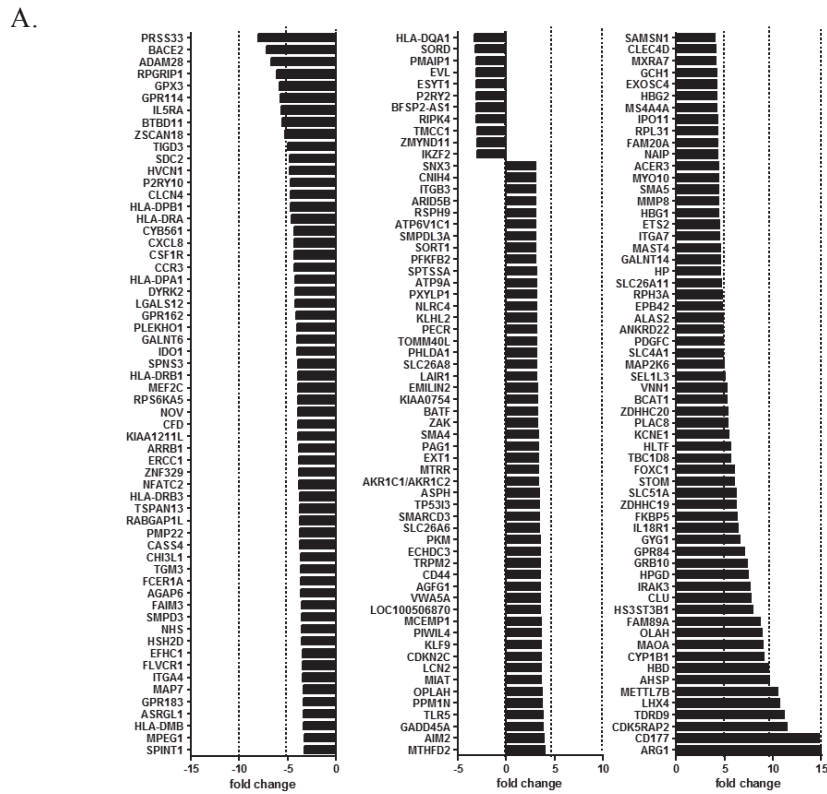 A.
PRSS33
BACE2
ADAM28
RPGRIP1
GPX3
GPR114
IL5RA
BTBD11
ZSCAN18
TIGD3
SDC2
HVCN1
P2RY10
CLCN4
HLA-DPB1
HLA-DRA
CYB561
CXCL8
CSF1R
CCR3
HLA-DPA1
DYRK2
LGALS12
GPR162
PLEKHO1
GALNT6
IDO1
SPNS3
HLA-DRB1
MEF2C
RPS6KA5
NOV
CFD
KIAA1211L
ARRB1
ERCC1
ZNF329
NFATC2
HLA-DRB3
TSPAN13
RABGAP1L
PMP22
CASS4
CHI3L1
TGM3
FCER1A
AGAP6
FAIM3
SMPD3
NHS
HSH2D
EFHC1
FLVCR1
ITGA4
MAP7
GPR183
ASRGL1
HLA-DMB
MPEG1
SPINT1
-15 -10 -5 0
fold change
HLA-DQA1
SORD
PMAIP1
EVL
ESYT1
P2RY2
BFSP2-AS1
RIPK4
TMCC1
ZMYND11
IKZF2
SNX3
CNIH4
ITGB3
ARID5B
RSPH9
ATP6V1C1
SMPDL3A
SORT1
PFKFB2
SPTSSA
ATP9A
PXYLP1
NLRC4
KLHL2
PECR
TOMM40L
PHLDA1
SLC26A8
LAIR1
EMILIN2
KIAA0754
BATF
ZAK
SMA4
PAG1
EXT1
MTRR
AKR1C1/AKR1C2
ASPH
TP53I3
SMARCD3
SLC26A6
PKM
ECHDC3
TRPM2
CD44
AGFG1
VWA5A
LOC100506870
MCEMP1
PIWIL4
KLF9
CDKN2C
LCN2
MIAT
OPLAH
PPM1N
TLR5
GADD45A
AIM2
MTHFD2
-5 0 5 10
fold change
SAMSN1
CLEC4D
MXRA7
GCH1
EXOSC4
HBG2
MS4A4A
IPO11
RPL31
FAM20A
NAIP
ACER3
MYO10
SMA5
MMP8
HBG1
ETS2
ITGA7
MAST4
GALNT14
HP
SLC26A11
RPH3A
EPB42
ALAS2
ANKRD22
PDGFC
SLC4A1
MAP2K6
SEL1L3
VNN1
BCAT1
ZDHHC20
PLAC8
KCNE1
HLTF
TBC1D8
FOXC1
STOM
SLC51A
ZDHHC19
FKBP5
IL18R1
GYG1
GPR84
GRB10
HPGD
IRAK3
CLU
HS3ST3B1
FAM89A
OLAH
MAOA
CYP1B1
HBD
AHSP
METTL7B
LHX4
TDRD9
CDK5RAP2
CD177
ARG1
0 5 10 15
fold change